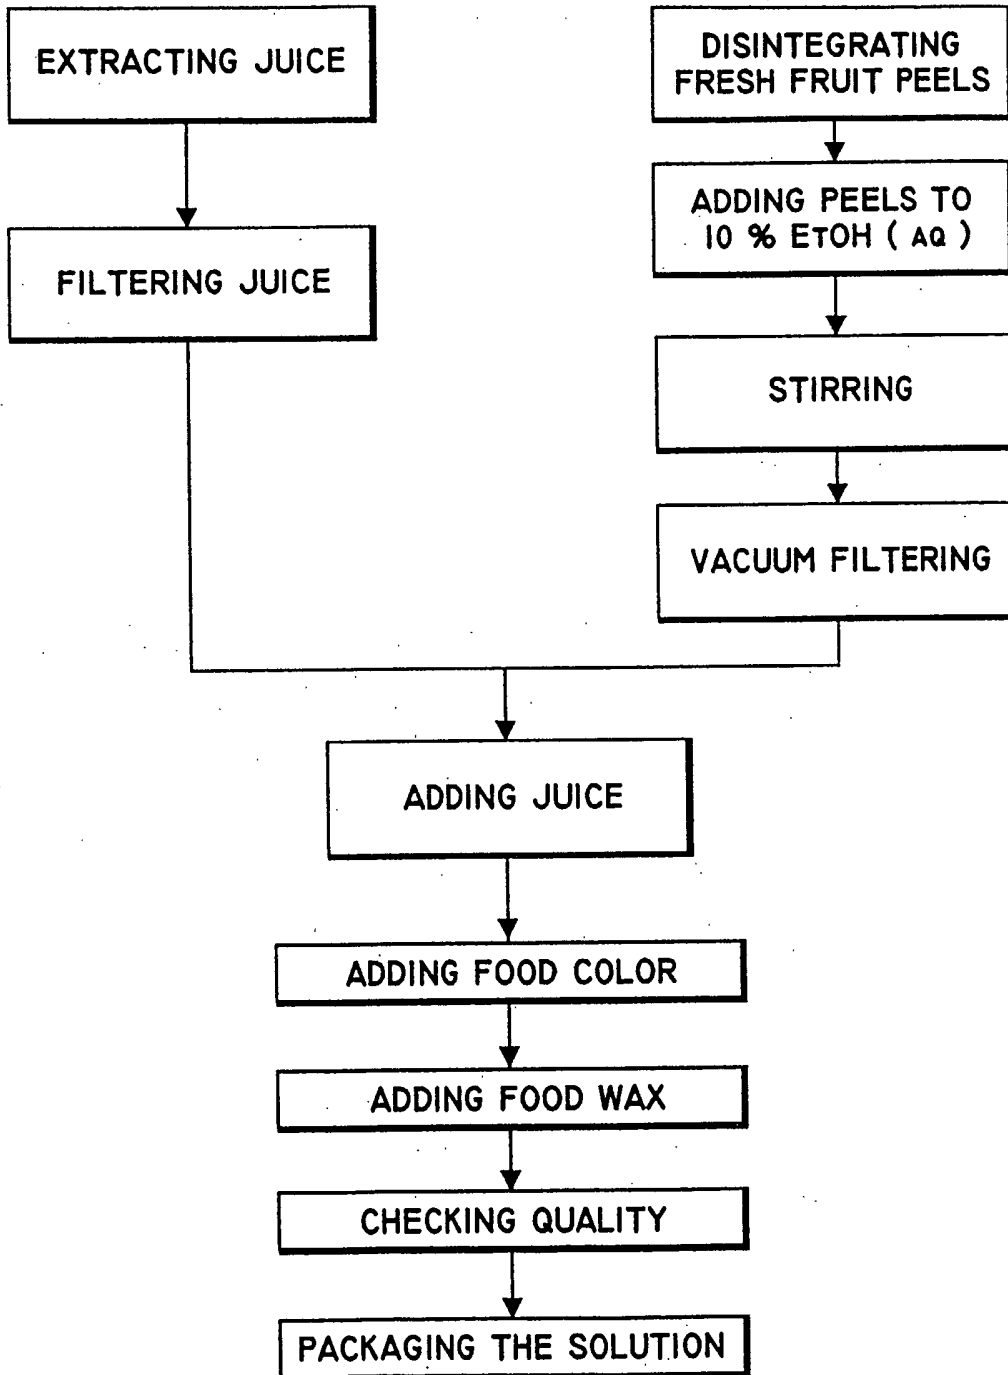 EXTRACTING JUICE
FILTERING JUICE
DISINTEGRATING
FRESH FRUIT PEELS
ADDING PEELS TO
10 % ETOH ( AQ )
STIRRING
VACUUM FILTERING
ADDING JUICE
ADDING FOOD COLOR
ADDING FOOD WAX
CHECKING QUALITY
PACKAGING THE SOLUTION